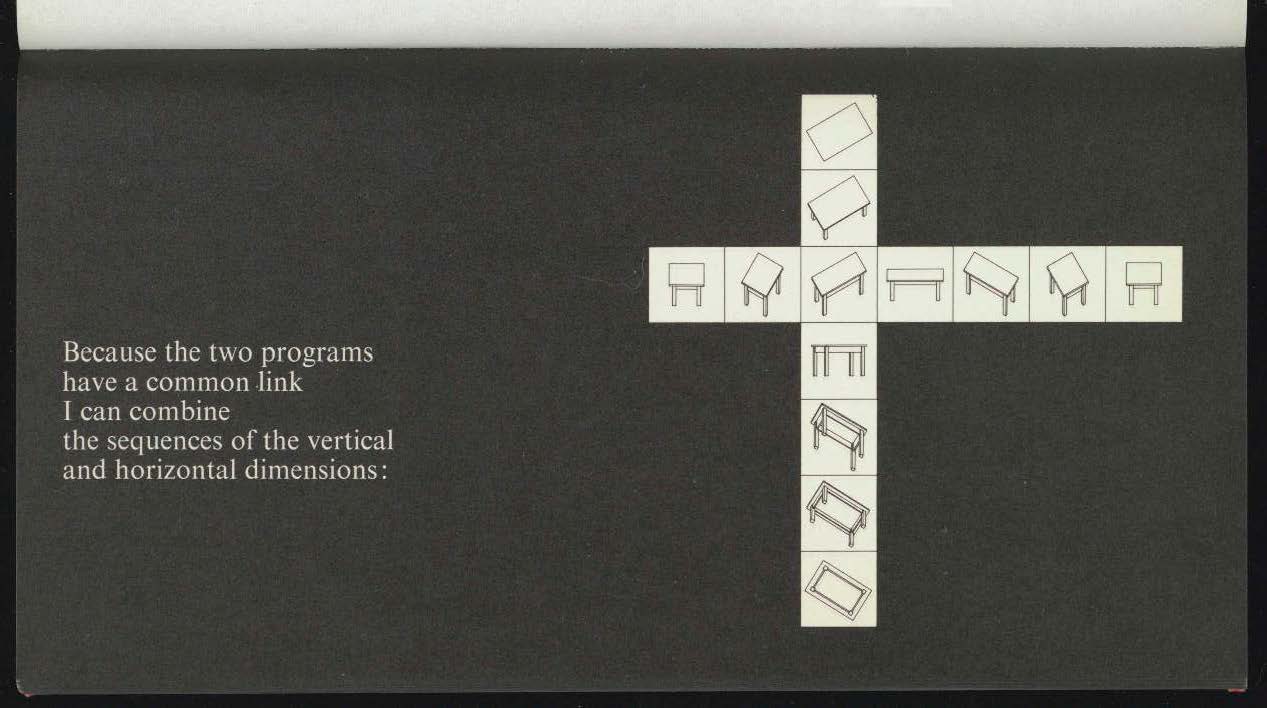 Because the two programs
have a common link
I can combine
the sequences of the vertical
and horizontal dimensions: